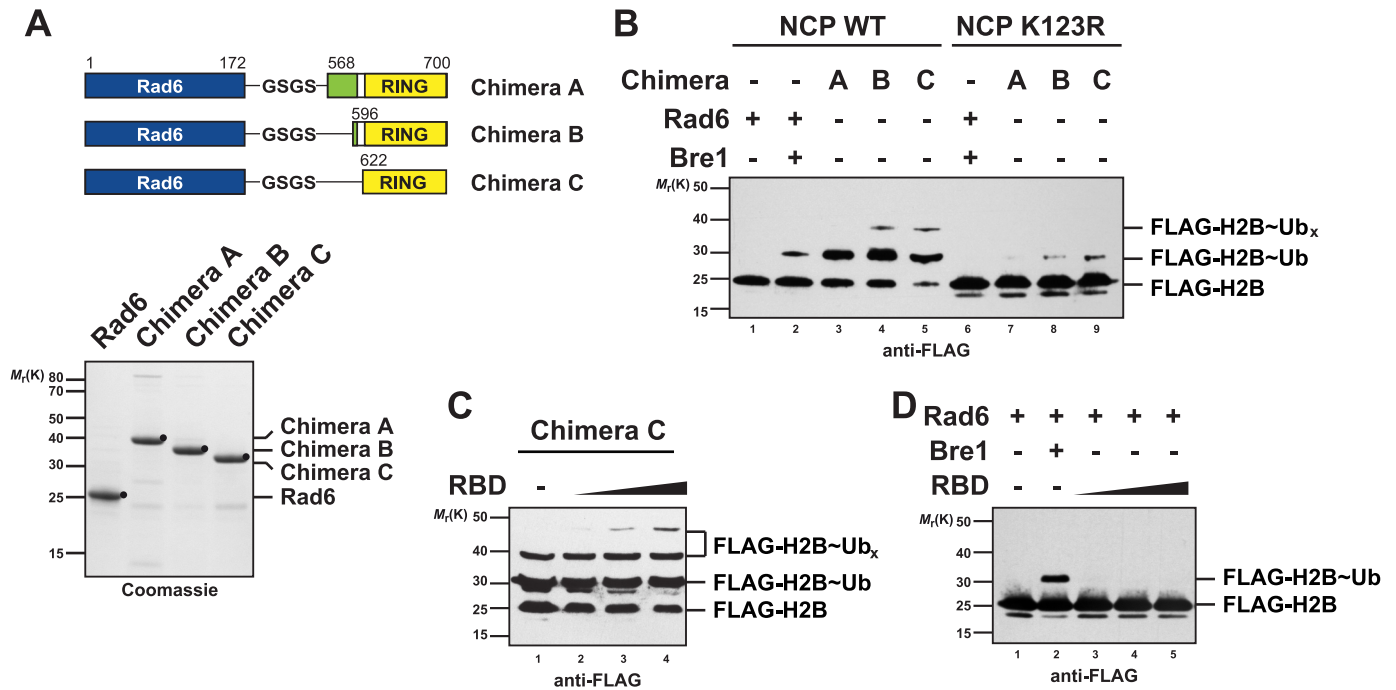 A
1 172 568 700
Rad6 GSGS RING Chimera A
596
Rad6 GSGS RING Chimera B
622
Rad6 GSGS RING Chimera C
Rad6 Chimera A Chimera B Chimera C
Mr(K)
80
70
50
40
30
25
15
Chimera A
Chimera B
Chimera C
Rad6
Coomassie
B
NCP WT NCP K123R
Chimera - - A B C - A B C
Rad6 + + - - - + - - -
Bre1 - + - - - + - - -
Mr(K)
50
40
30
25
15
FLAG-H2B~Ubx
FLAG-H2B~Ub
FLAG-H2B
1 2 3 4 5 6 7 8 9
anti-FLAG
C
Chimera C
RBD -
Mr(K)
50
40
30
25
15
FLAG-H2B~Ubx
FLAG-H2B~Ub
FLAG-H2B
1 2 3 4
anti-FLAG
D
Rad6 + + + + +
Bre1 - + - - -
RBD - -
Mr(K)
50
40
30
25
15
FLAG-H2B~Ub
FLAG-H2B
1 2 3 4 5
anti-FLAG